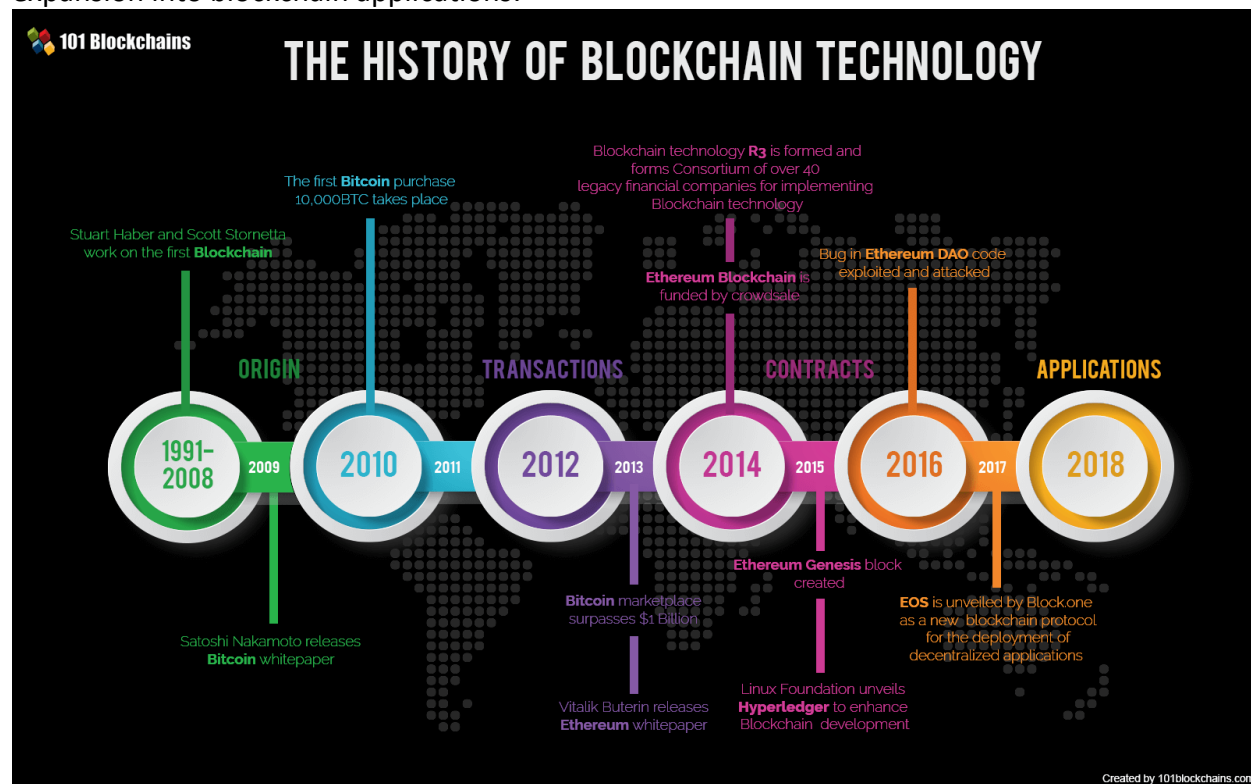 expansion into blockchain applications.
101 Blockchains
THE HISTORY OF BLOCKCHAIN TECHNOLOGY
Blockchain technology R3 is formed and
forms Consortium of over 40
legacy financial companies for implementing
Blockchain technology
The first Bitcoin purchase
10,000BTC takes place
Stuart Haber and Scott Stornetta
work on the first Blockchain
Bug in Ethereum DAO code
exploited and attacked
Ethereum Blockchain is
funded by crowdsale
ORIGIN
TRANSACTIONS
CONTRACTS
APPLICATIONS
1991-
2008
2009
2010
2011
2012
2013
2014
2015
2016
2017
2018
Ethereum Genesis block
created
Bitcoin marketplace
surpasses $1 Billion
EOS is unveiled by Block.one
as a new blockchain protocol
for the deployment of
decentralized applications
Satoshi Nakamoto releases
Bitcoin whitepaper
Vitalik Buterin releases
Ethereum whitepaper
Linux Foundation unveils
Hyperledger to enhance
Blockchain development
Created by 101blockchains.com